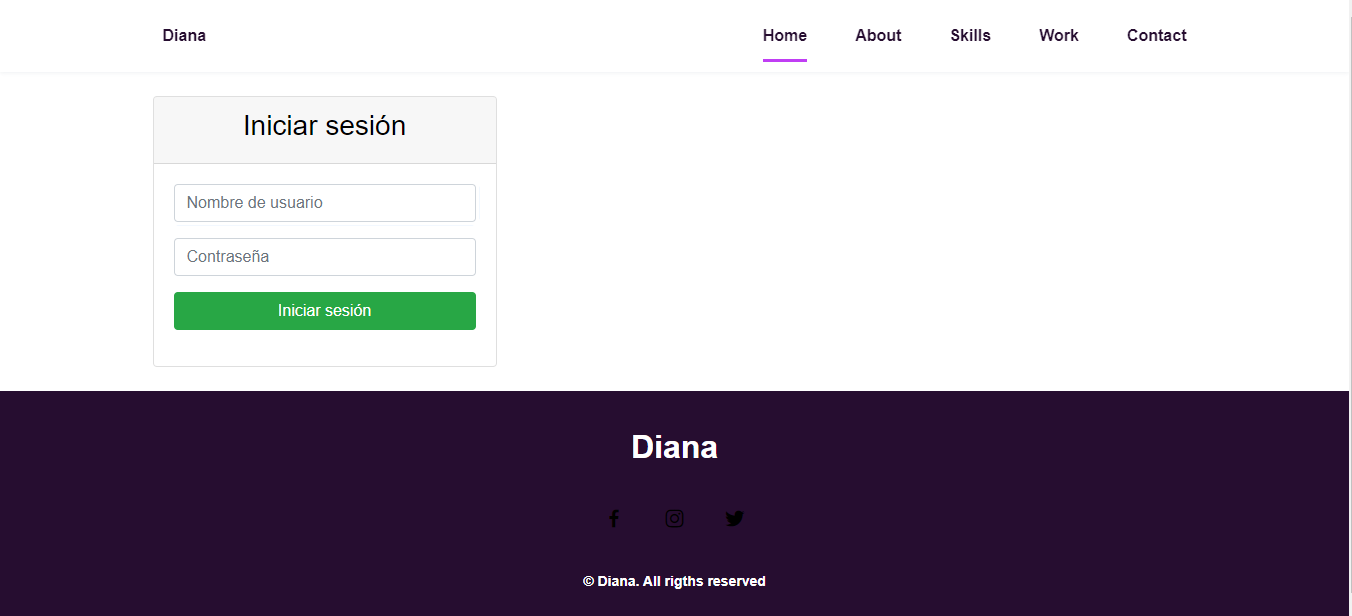 Diana
Home About Skills Work Contact
Iniciar sesión
Nombre de usuario
Contraseña
Iniciar sesión
Diana
© Diana. All rigths reserved